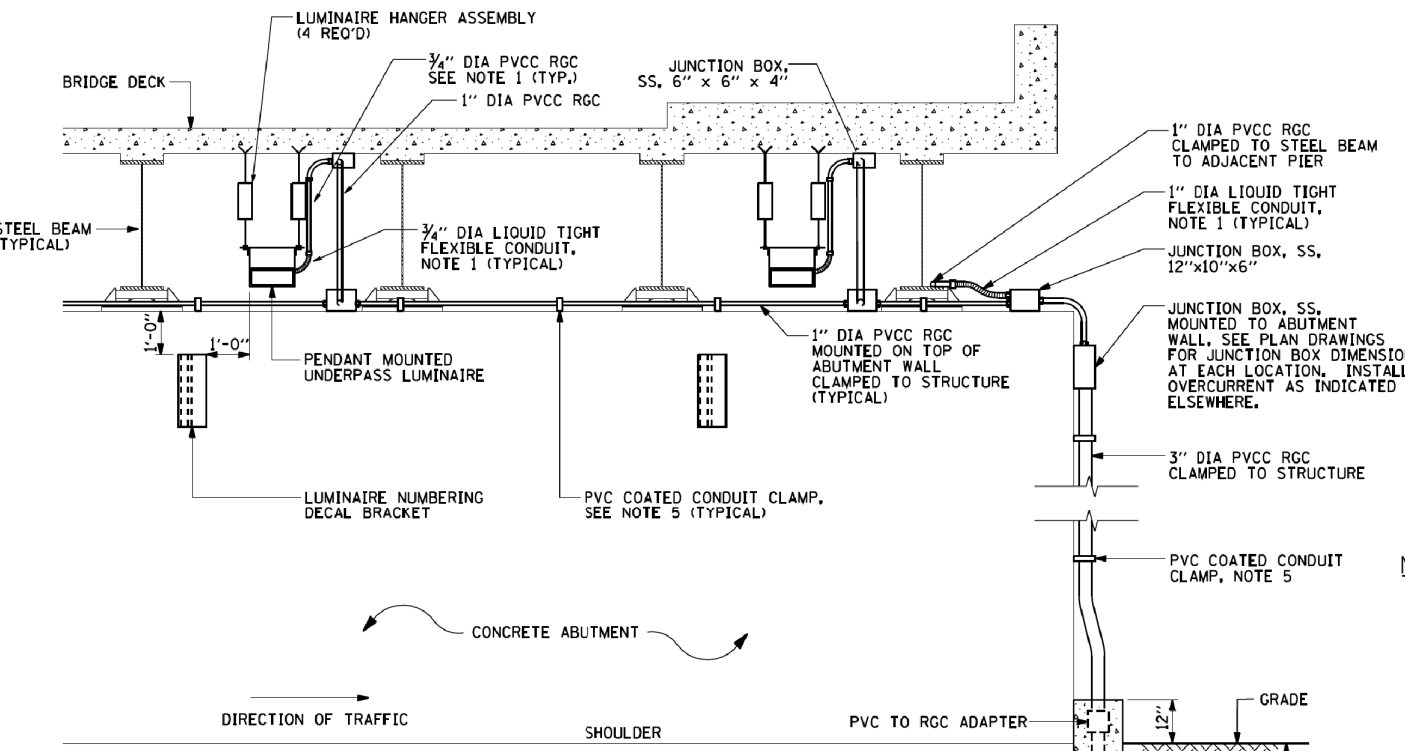 LUMINAIRE HANGER ASSEMBLY
(4 REQ'D)
3/4" DIA PVCC RGC
SEE NOTE 1 (TYP.)
1" DIA PVCC RGC
BRIDGE DECK
JUNCTION BOX,
SS, 6" x 6" x 4"
1" DIA PVCC RGC
CLAMPED TO STEEL BEAM
TO ADJACENT PIER
1" DIA LIQUID TIGHT
FLEXIBLE CONDUIT,
NOTE 1 (TYPICAL)
STEEL BEAM
(TYPICAL)
3/4" DIA LIQUID TIGHT
FLEXIBLE CONDUIT,
NOTE 1 (TYPICAL)
JUNCTION BOX, SS,
12"x10"x6"
JUNCTION BOX, SS,
MOUNTED TO ABUTMENT
WALL, SEE PLAN DRAWINGS
FOR JUNCTION BOX DIMENSIO
AT EACH LOCATION. INSTALL
OVERCURRENT AS INDICATED
ELSEWHERE.
1'-0"
1'-0"
PENDANT MOUNTED
UNDERPASS LUMINAIRE
1" DIA PVCC RGC
MOUNTED ON TOP OF
ABUTMENT WALL
CLAMPED TO STRUCTURE
(TYPICAL)
3" DIA PVCC RGC
CLAMPED TO STRUCTURE
LUMINAIRE NUMBERING
DECAL BRACKET
PVC COATED CONDUIT CLAMP,
SEE NOTE 5 (TYPICAL)
PVC COATED CONDUIT
CLAMP, NOTE 5
CONCRETE ABUTMENT
DIRECTION OF TRAFFIC
SHOULDER
PVC TO RGC ADAPTER
12"
GRADE